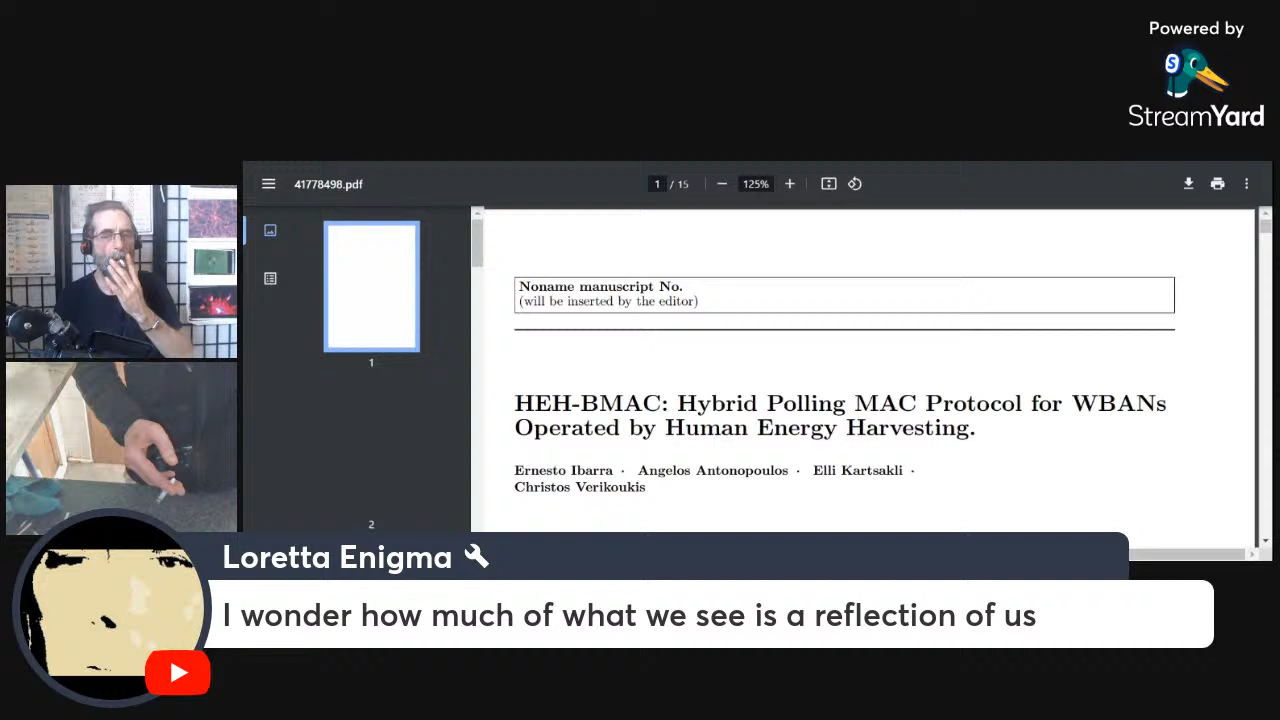 Powered by
StreamYard
41778498.pdf
1 / 15
125%
Noname manuscript No.
(will be inserted by the editor)
HEH-BMAC: Hybrid Polling MAC Protocol for WBANs
Operated by Human Energy Harvesting.
Ernesto Ibarra · Angelos Antonopoulos · Elli Kartsakli ·
Christos Verikoukis
1
2
Loretta Enigma
I wonder how much of what we see is a reflection of us